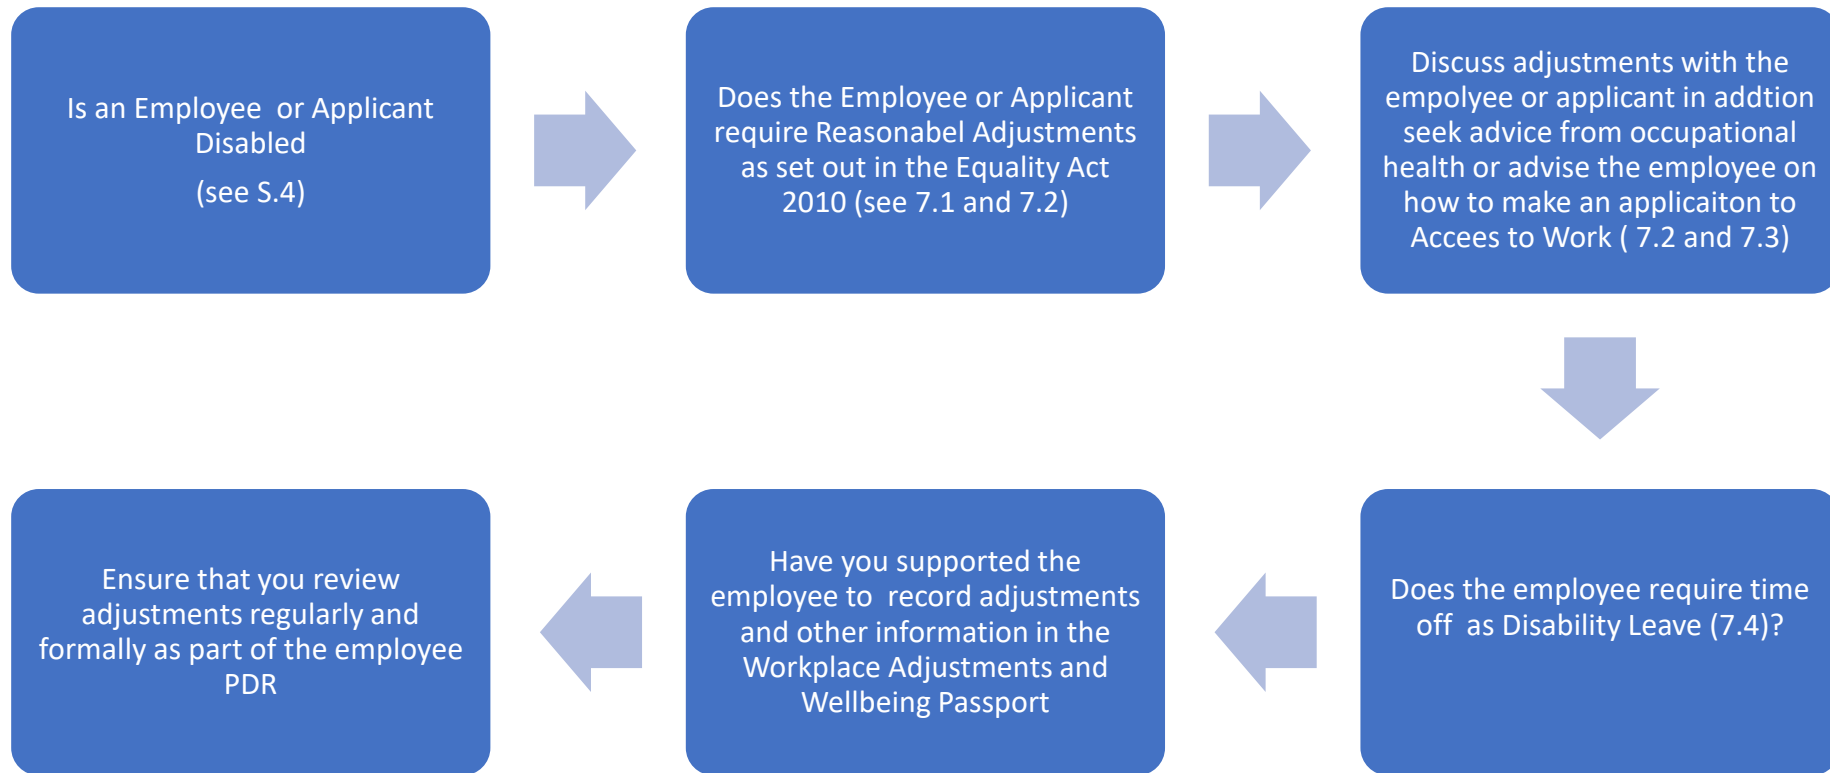 Is an Employee  or Applicant
Disabled
(see S.4)
Does the Employee or Applicant
require Reasonabel Adjustments
as set out in the Equality Act
2010 (see 7.1 and 7.2)
Discuss adjustments with the
empolyee or applicant in addtion
seek advice from occupational
health or advise the employee on
how to make an applicaiton to
Accees to Work ( 7.2 and 7.3)
Does the employee require time
off  as Disability Leave (7.4)?
Have you supported the
employee to  record adjustments
and other information in the
Workplace Adjustments and
Wellbeing Passport
Ensure that you review
adjustments regularly and
formally as part of the employee
PDR